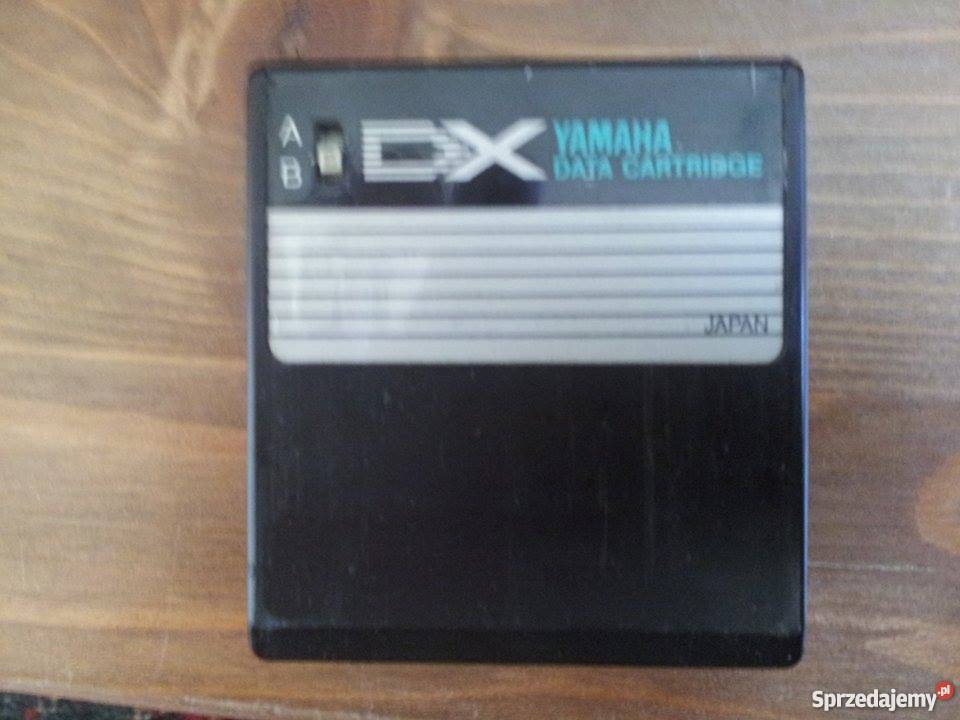 A
B
DX
YAMAHA
DATA CARTRIDGE
JAPAN
Sprzedajemy.pl